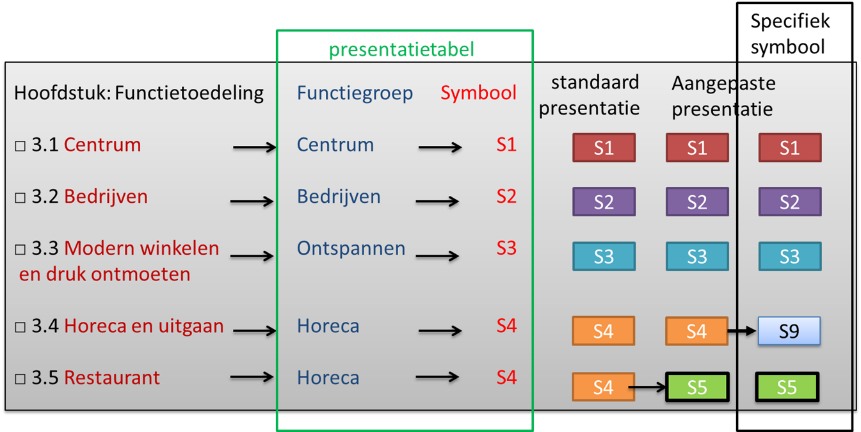 Specifiek
symbool
presentatietabel
Hoofdstuk: Functietoedeling Functiegroep Symbool standaard presentatie Aangepaste presentatie
□ 3.1 Centrum Centrum S1 S1 S1 S1
□ 3.2 Bedrijven Bedrijven S2 S2 S2 S2
□ 3.3 Modern winkelen Ontspannen S3 S3 S3 S3
en druk ontmoeten
□ 3.4 Horeca en uitgaan Horeca S4 S4 S4 S9
□ 3.5 Restaurant Horeca S4 S4 S5 S5